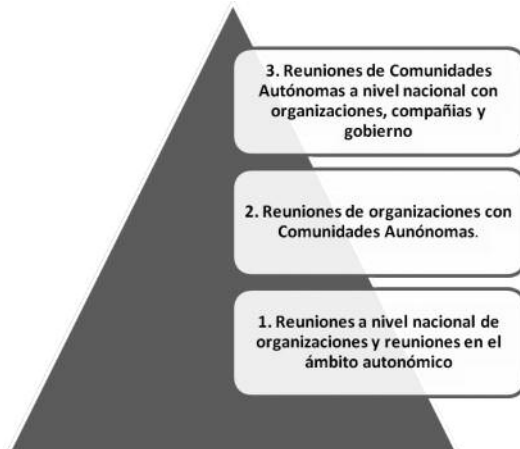 3. Reuniones de Comunidades
Autónomas a nivel nacional con
organizaciones, compañias y
gobierno
2. Reuniones de organizaciones con
Comunidades Aunónomas.
1. Reuniones a nivel nacional de
organizaciones y reuniones en el
ámbito autonómico